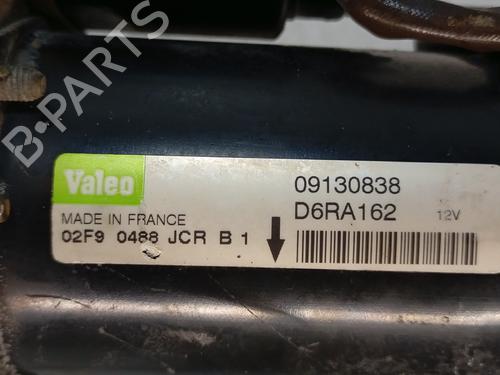 B-PARTS
Valeo
09130838
MADE IN FRANCE
D6RA162 12V
02F9 0488 JCR B 1